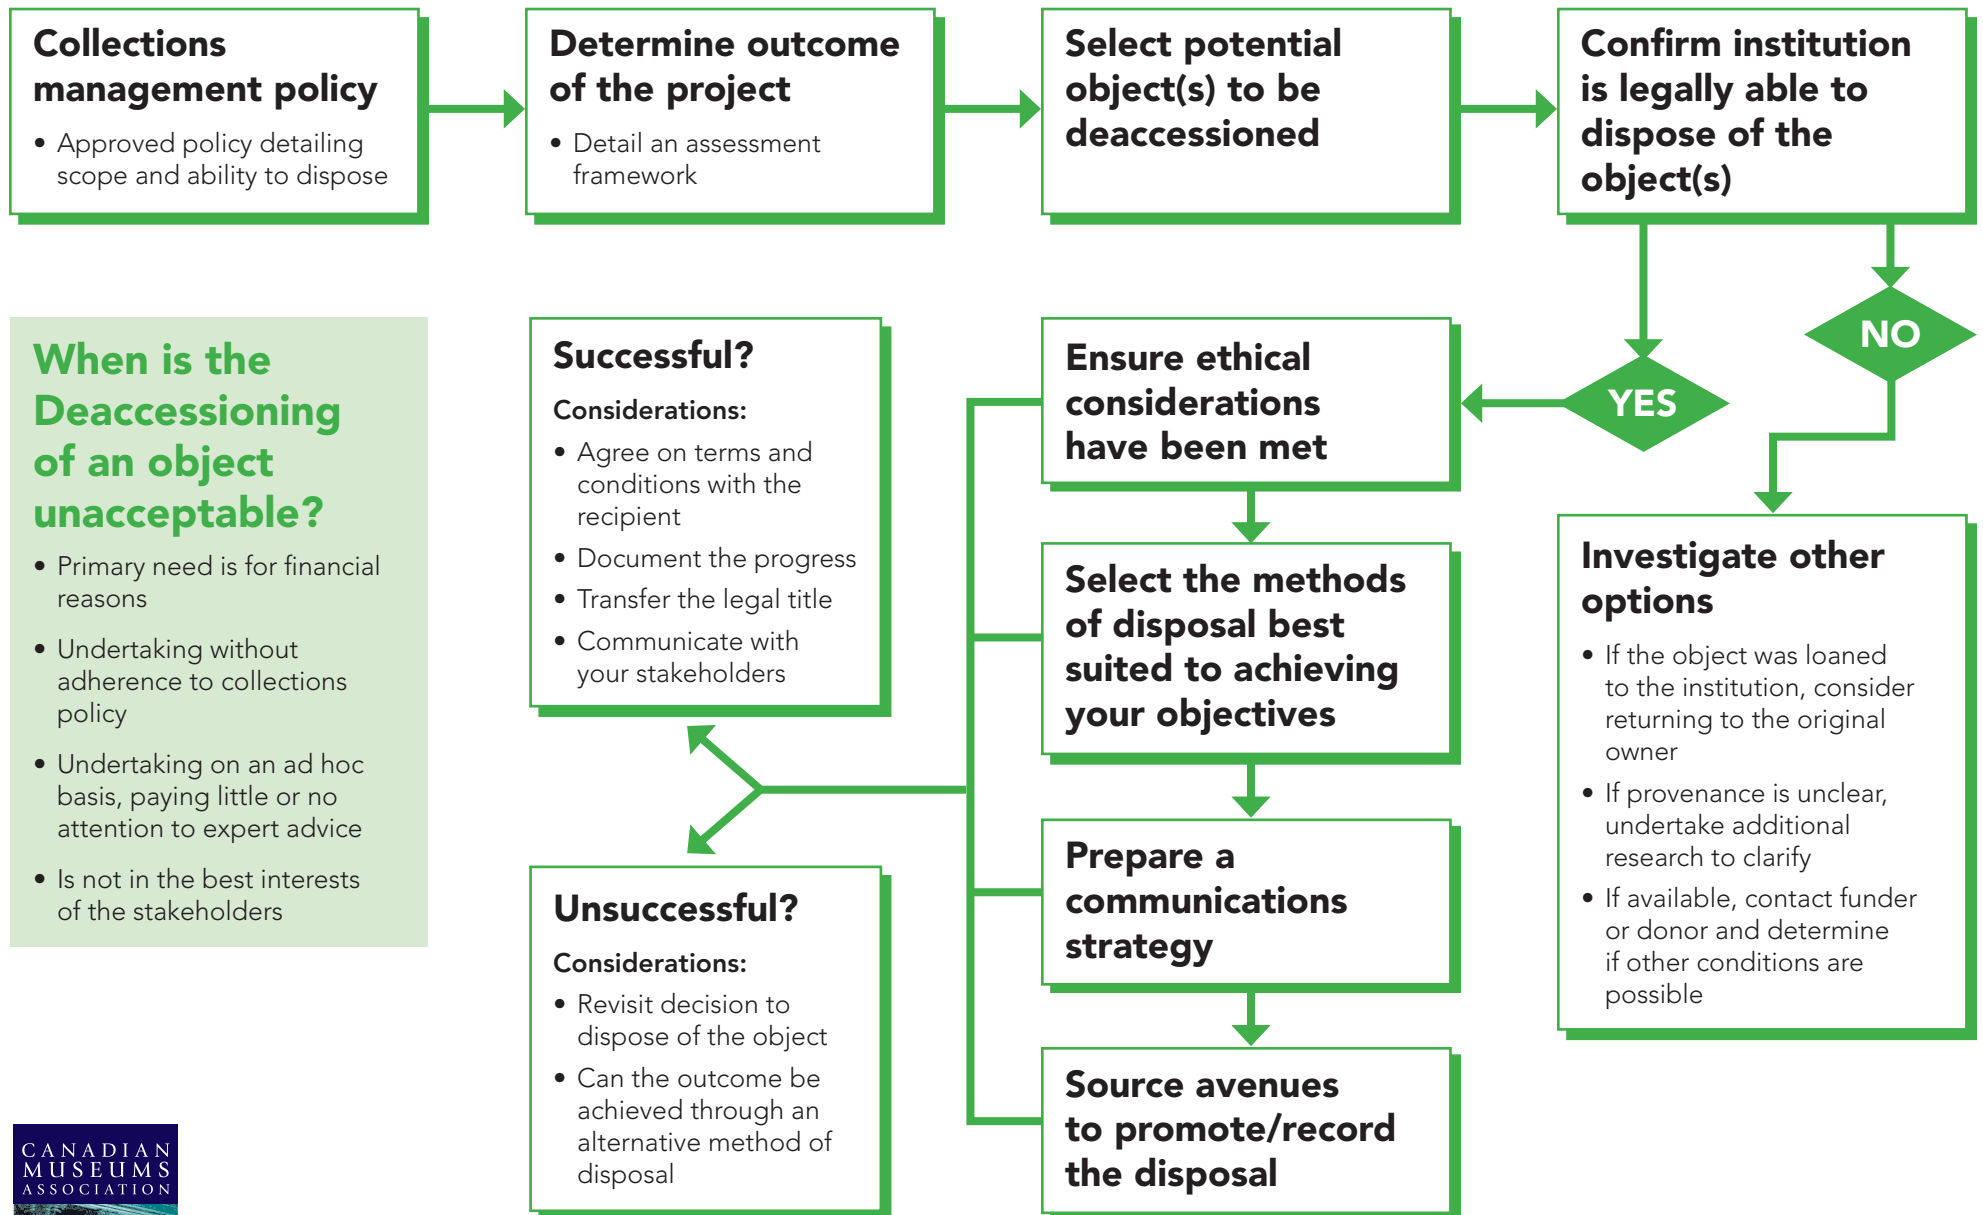 Collections
management policy
• Approved policy detailing
scope and ability to dispose
Determine outcome
of the project
• Detail an assessment
framework
Select potential
object(s) to be
deaccessioned
Confirm institution
is legally able to
dispose of the
object(s)
YES
NO
Ensure ethical
considerations
have been met
Select the methods
of disposal best
suited to achieving
your objectives
Prepare a
communications
strategy
Source avenues
to promote/record
the disposal
Investigate other
options
• If the object was loaned
to the institution, consider
returning to the original
owner
• If provenance is unclear,
undertake additional
research to clarify
• If available, contact funder
or donor and determine
if other conditions are
possible
Successful?
Considerations:
• Agree on terms and
conditions with the
recipient
• Document the progress
• Transfer the legal title
• Communicate with
your stakeholders
Unsuccessful?
Considerations:
• Revisit decision to
dispose of the object
• Can the outcome be
achieved through an
alternative method of
disposal
When is the
Deaccessioning
of an object
unacceptable?
• Primary need is for financial
reasons
• Undertaking without
adherence to collections
policy
• Undertaking on an ad hoc
basis, paying little or no
attention to expert advice
• Is not in the best interests
of the stakeholders
CANADIAN
MUSEUMS
ASSOCIATION